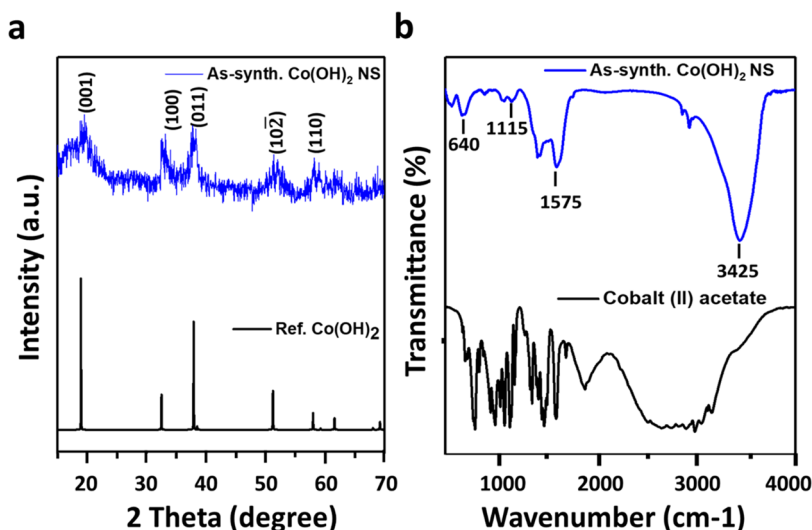 a
As-synth. Co(OH)₂ NS
(001)
(100)
(011)
(102̅)
(110)
Ref. Co(OH)₂
Intensity (a.u.)
20 30 40 50 60 70
2 Theta (degree)
b
As-synth. Co(OH)₂ NS
640
1115
1575
3425
Cobalt (II) acetate
Transmittance (%)
1000 2000 3000 4000
Wavenumber (cm-1)